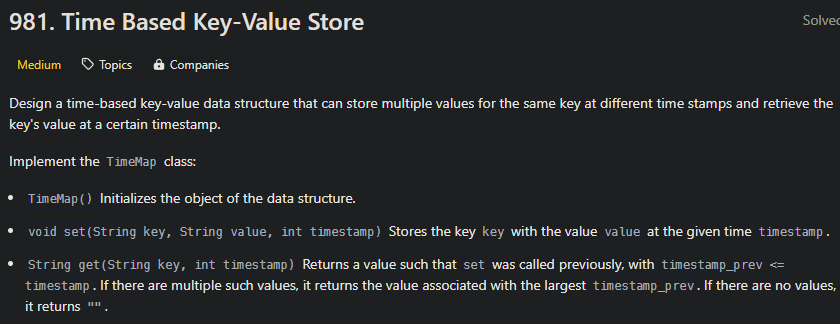 981. Time Based Key-Value Store
Solved
Medium Topics Companies
Design a time-based key-value data structure that can store multiple values for the same key at different time stamps and retrieve the
key's value at a certain timestamp.
Implement the TimeMap class:
• TimeMap() Initializes the object of the data structure.
• void set(String key, String value, int timestamp) Stores the key key with the value value at the given time timestamp.
• String get(String key, int timestamp) Returns a value such that set was called previously, with timestamp_prev <=
timestamp. If there are multiple such values, it returns the value associated with the largest timestamp_prev. If there are no values,
it returns "".